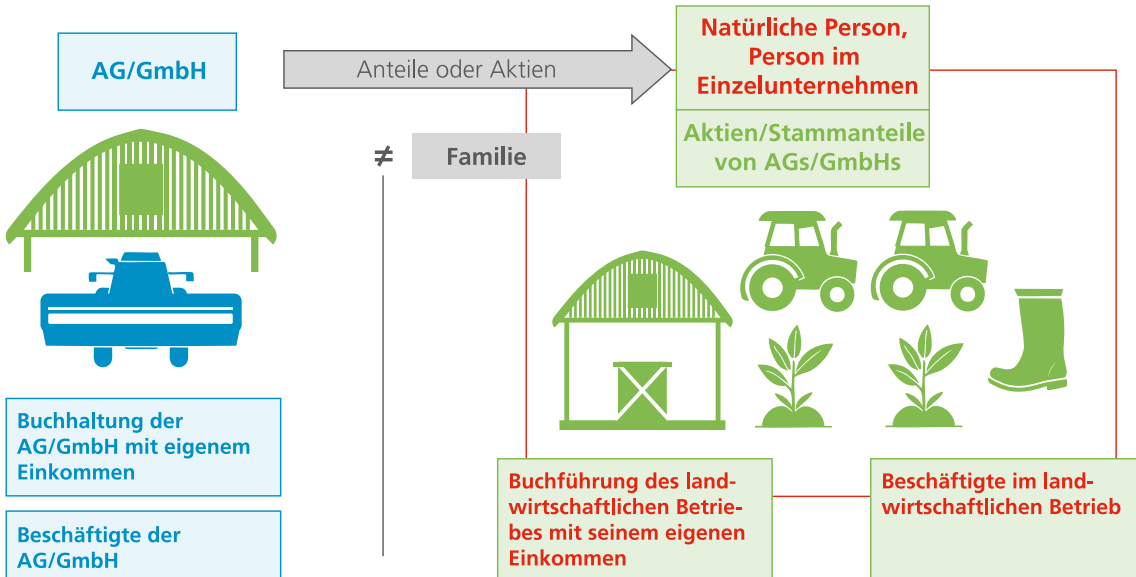 AG/GmbH
Anteile oder Aktien
Natürliche Person,
Person im
Einzelunternehmen
Aktien/Stammanteile
von AGs/GmbHs
≠
Familie
Buchhaltung der
AG/GmbH mit eigenem
Einkommen
Beschäftigte der
AG/GmbH
Buchführung des land-
wirtschaftlichen Betrie-
bes mit seinem eigenen
Einkommen
Beschäftigte im land-
wirtschaftlichen Betrieb